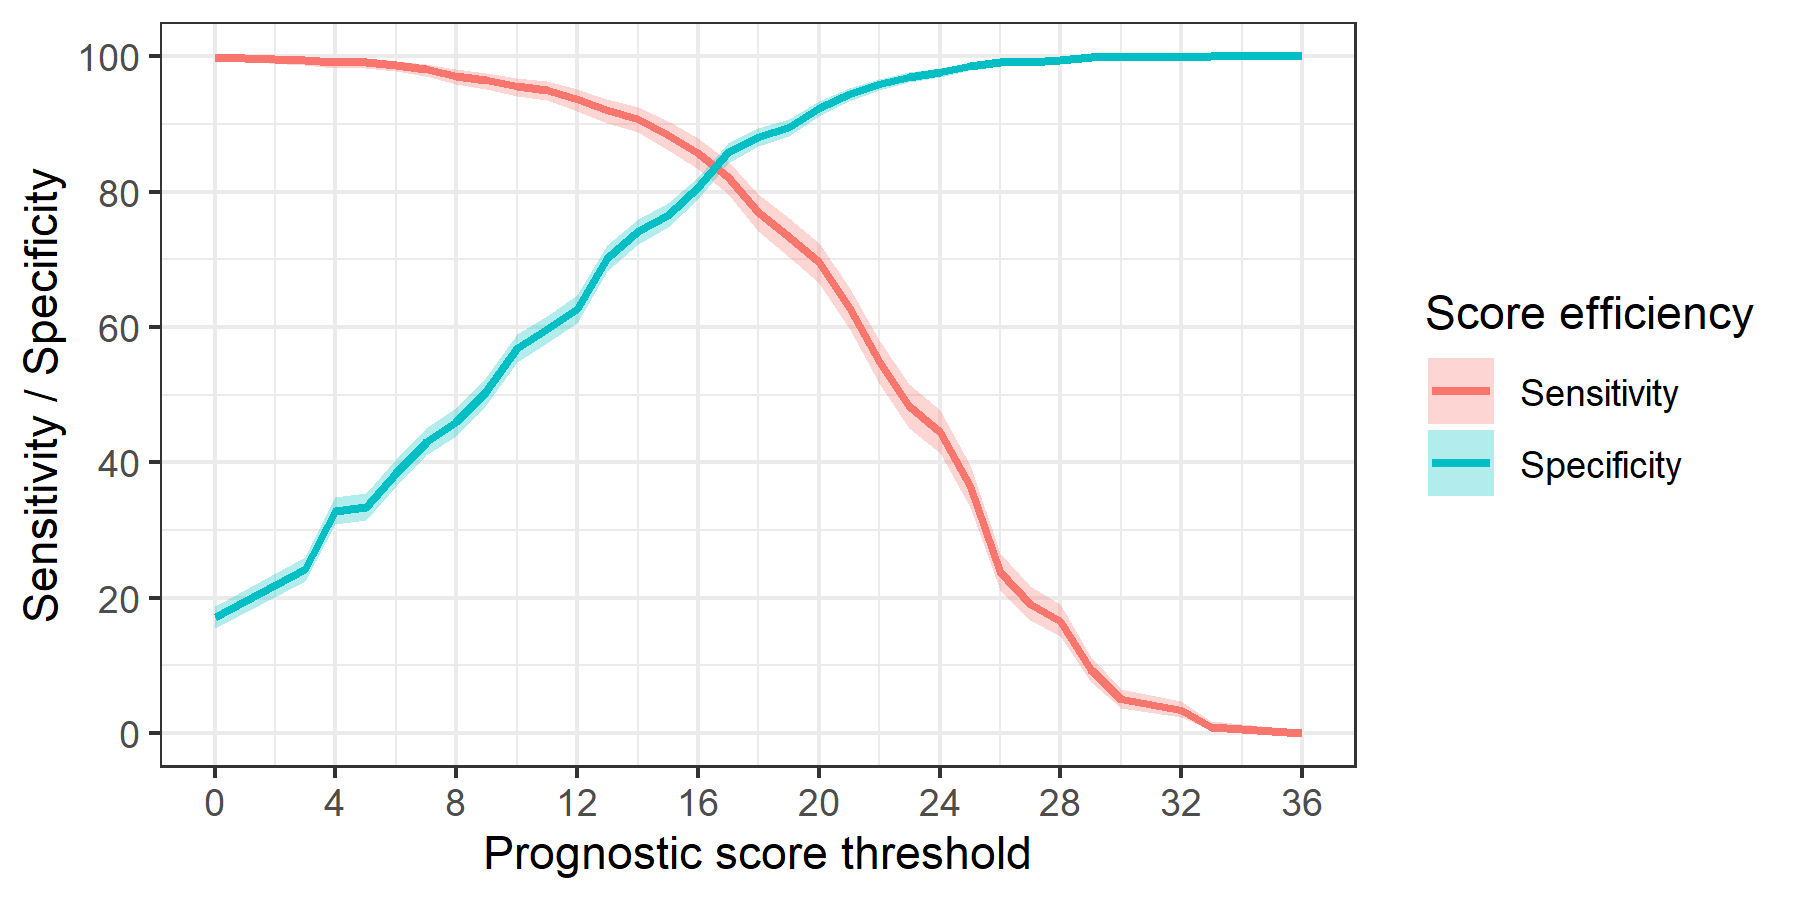 Sensitivity / Specificity
100
80
60
40
20
0
0 4 8 12 16 20 24 28 32 36
Prognostic score threshold
Score efficiency
Sensitivity
Specificity